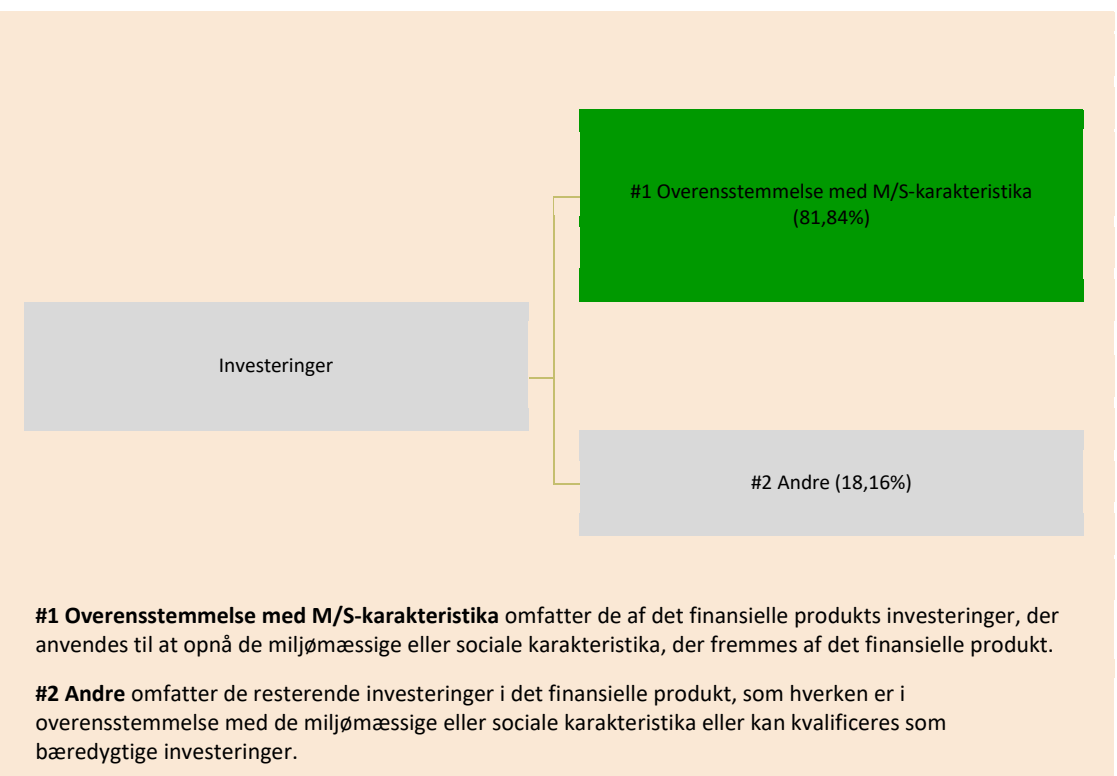 #1 Overensstemmelse med M/S-karakteristika
(81,84%)
Investeringer
#2 Andre (18,16%)
#1 Overensstemmelse med M/S-karakteristika omfatter de af det finansielle produkts investeringer, der
anvendes til at opnå de miljømæssige eller sociale karakteristika, der fremmes af det finansielle produkt.
#2 Andre omfatter de resterende investeringer i det finansielle produkt, som hverken er i
overensstemmelse med de miljømæssige eller sociale karakteristika eller kan kvalificeres som
bæredygtige investeringer.